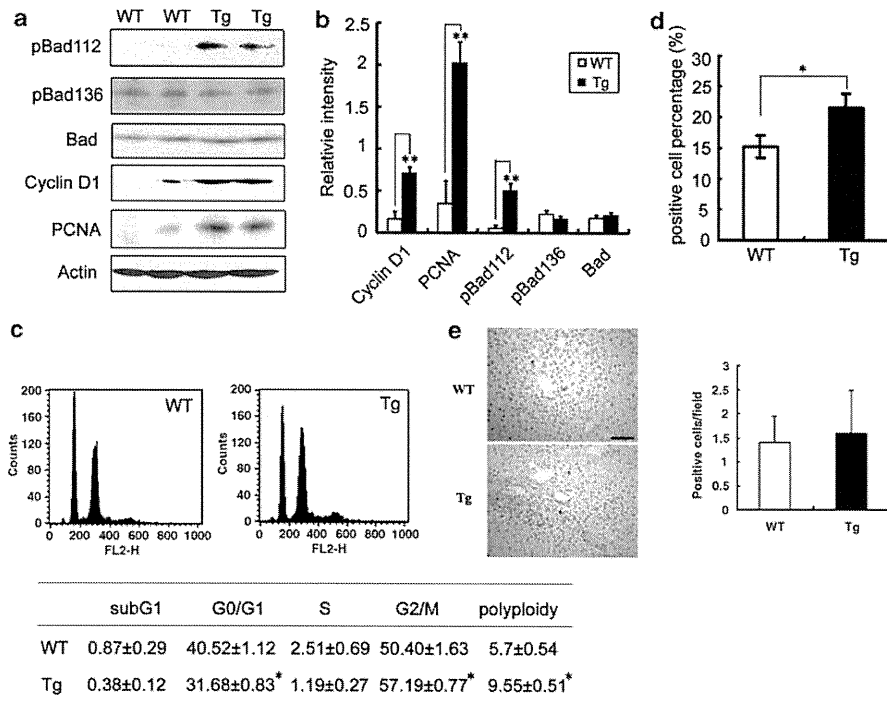 a
WT WT Tg Tg
pBad112
pBad136
Bad
Cyclin D1
PCNA
Actin
b
Relativie intensity
2.5
2
1.5
1
0.5
0
**
**
**
WT
Tg
Cyclin D1
PCNA
pBad112
pBad136
Bad
d
positive cell percentage (%)
30
25
20
15
10
5
0
*
WT Tg
c
Counts
200
160
120
80
40
0
WT
0 200 400 600 800 1000
FL2-H
Counts
200
160
120
80
40
0
Tg
0 200 400 600 800 1000
FL2-H
e
WT
Tg
Positive cells/field
3
2.5
2
1.5
1
0.5
0
WT Tg
subG1 G0/G1 S G2/M polyploidy
WT 0.87±0.29 40.52±1.12 2.51±0.69 50.40±1.63 5.7±0.54
Tg 0.38±0.12 31.68±0.83* 1.19±0.27 57.19±0.77* 9.55±0.51*